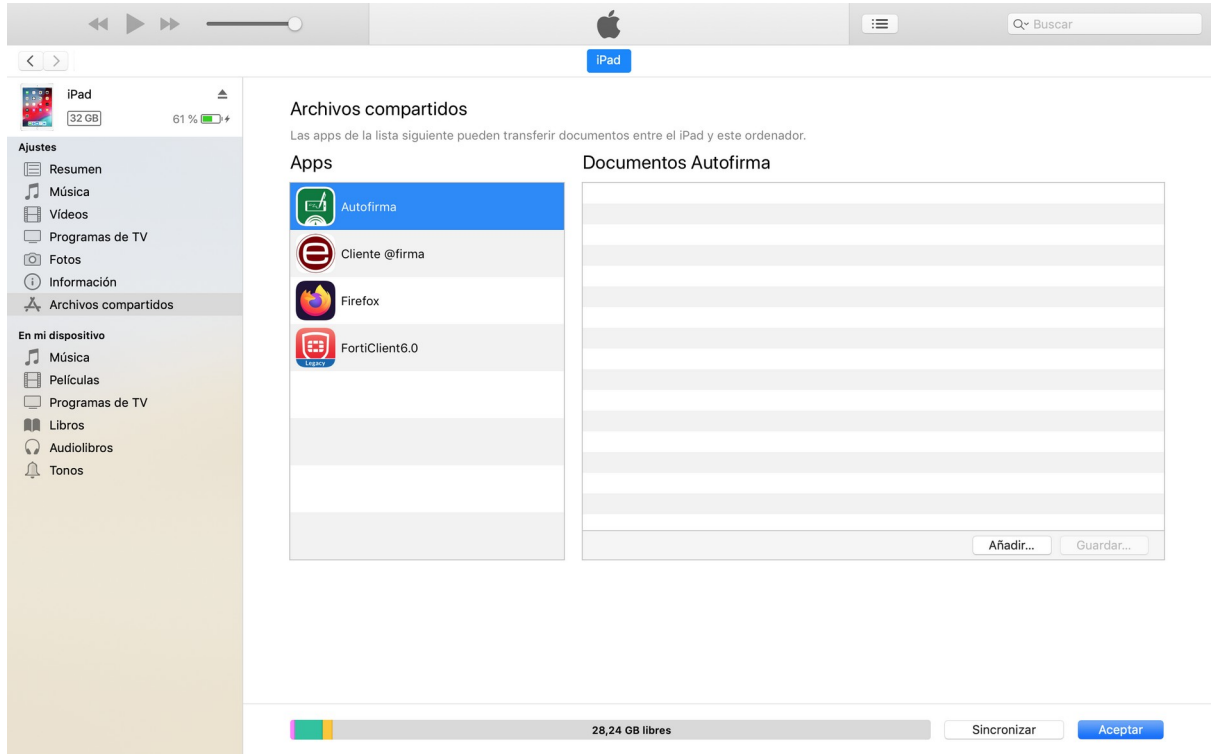 Buscar
iPad
iPad
32 GB
61 %
Ajustes
Resumen
Música
Vídeos
Programas de TV
Fotos
Información
Archivos compartidos
En mi dispositivo
Música
Películas
Programas de TV
Libros
Audiolibros
Tonos
Archivos compartidos
Las apps de la lista siguiente pueden transferir documentos entre el iPad y este ordenador.
Apps
Autofirma
Cliente @firma
Firefox
FortiClient6.0
Legacy
Documentos Autofirma
Añadir...
Guardar...
28,24 GB libres
Sincronizar
Aceptar